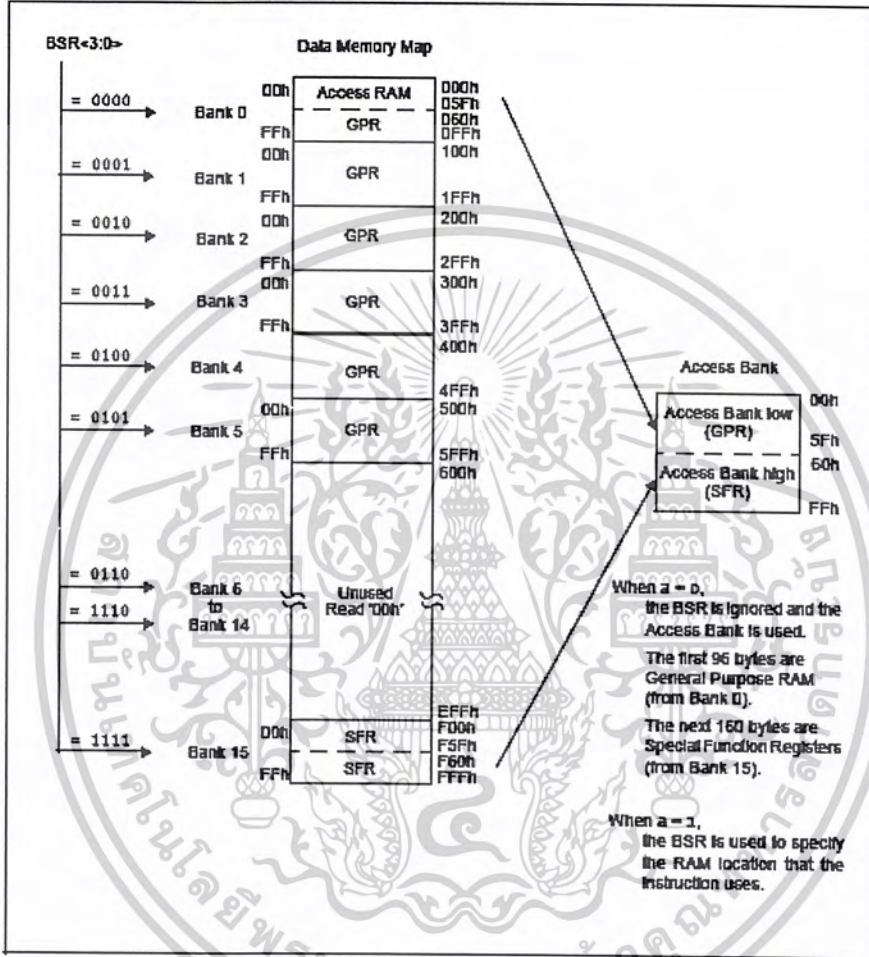 BSR<3:0>
Data Memory Map
= 0000
Bank 0
00h
FFh
Access RAM
GPR
000h
05Fh
060h
0FFh
= 0001
Bank 1
00h
FFh
GPR
100h
1FFh
= 0010
Bank 2
00h
FFh
GPR
200h
2FFh
= 0011
Bank 3
00h
FFh
GPR
300h
3FFh
= 0100
Bank 4
GPR
400h
4FFh
= 0101
Bank 5
00h
FFh
GPR
500h
5FFh
600h
= 0110
= 1110
Bank 6
to
Bank 14
Unused
Read "00h"
EFFh
= 1111
Bank 15
00h
FFh
SFR
SFR
F00h
F5Fh
F60h
FFFh
Access Bank
Access Bank low
(GPR)
Access Bank high
(SFR)
00h
5Fh
60h
FFh
When a = 0,
the BSR is ignored and the
Access Bank is used.
The first 96 bytes are
General Purpose RAM
(from Bank 0).
The next 160 bytes are
Special Function Registers
(from Bank 15).
When a = 1,
the BSR is used to specify
the RAM location that the
instruction uses.